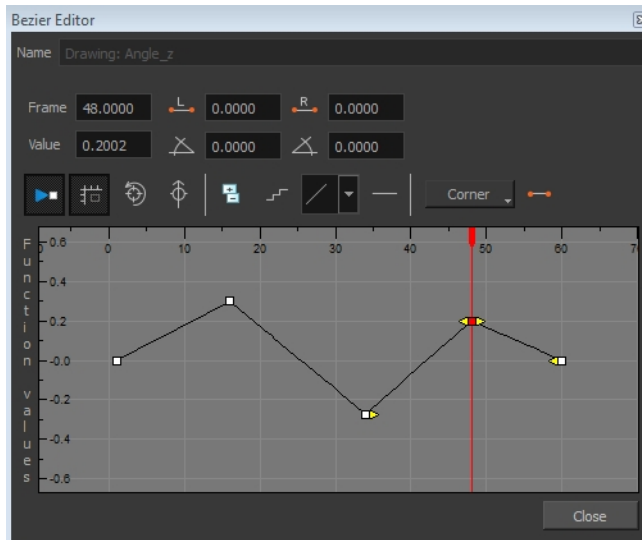 Bezier Editor
Name Drawing: Angle_z
Frame 48.0000 L 0.0000 R 0.0000
Value 0.2002 0.0000 0.0000
Corner
Function values
0.6
0 10 20 30 40 50 60 70
0.4
0.2
-0.0
-0.2
-0.4
-0.6
Close